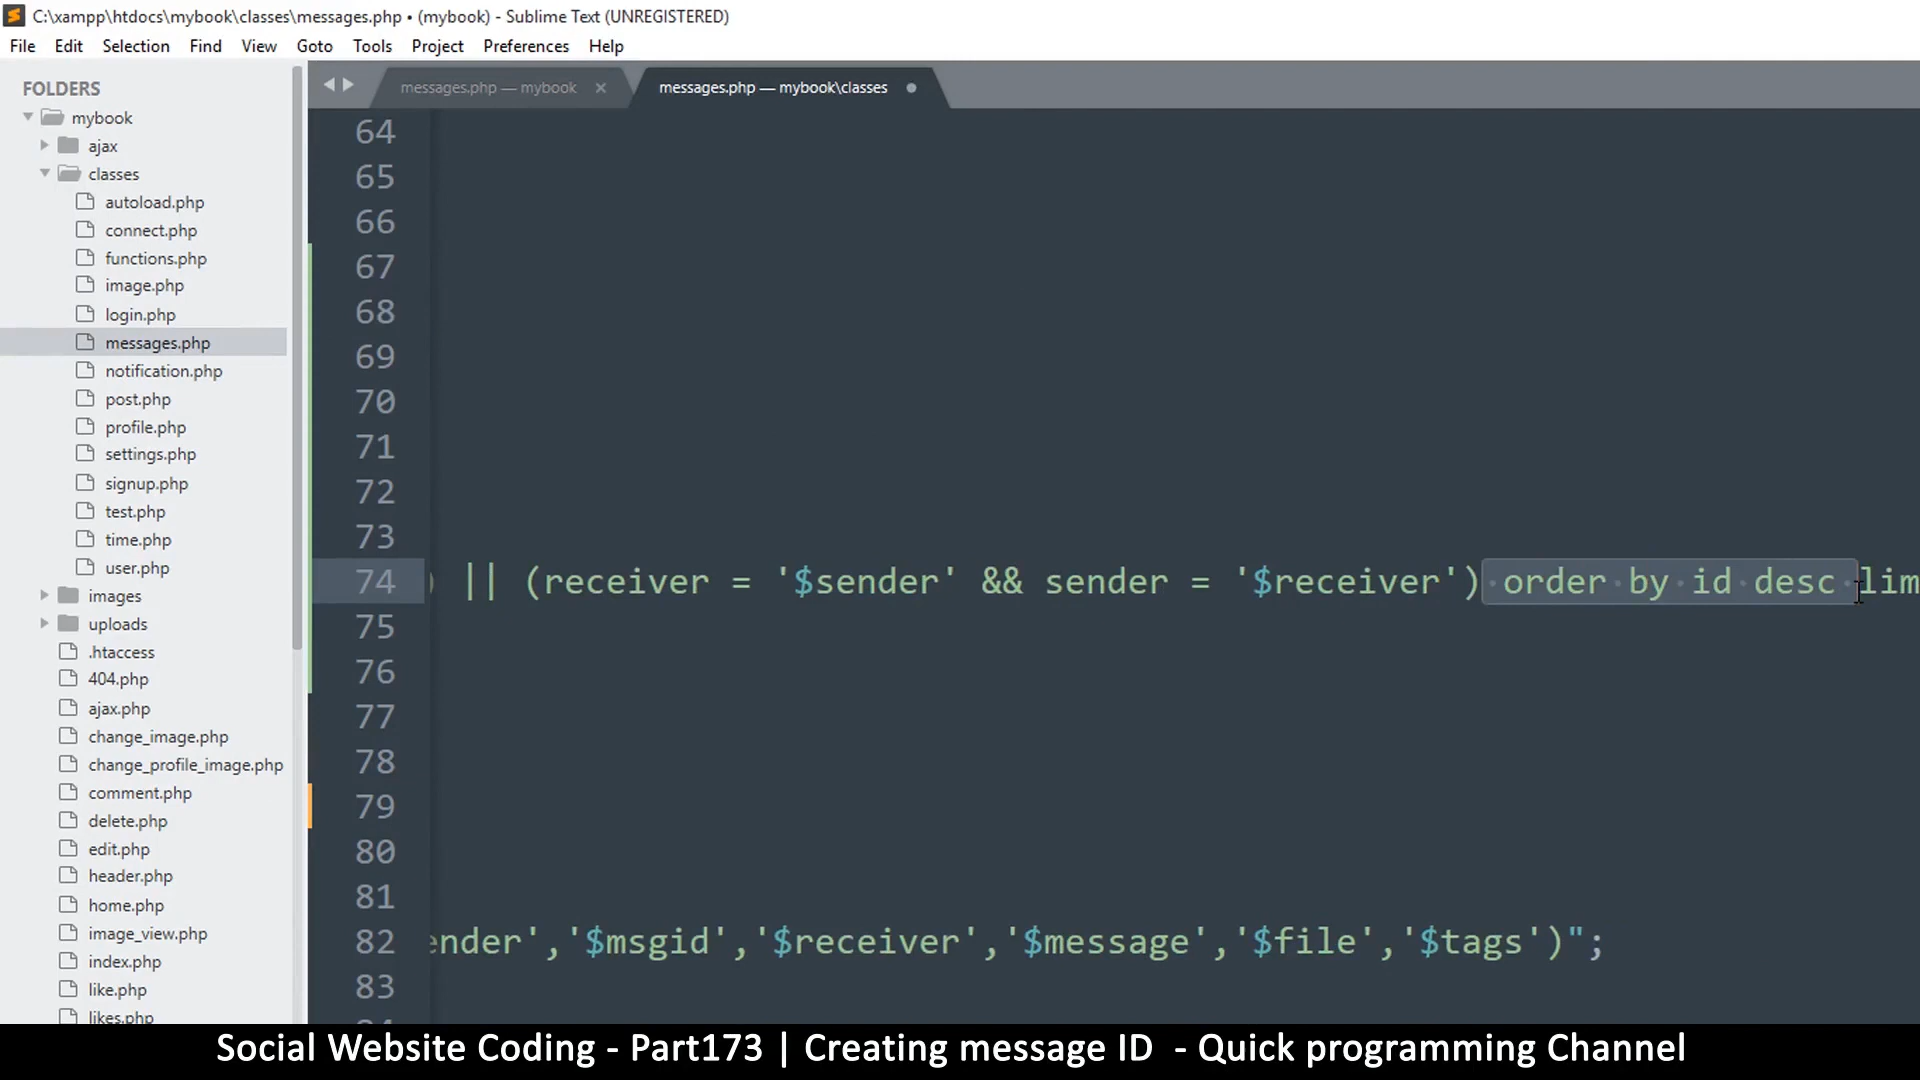 C:\xampp\htdocs\mybook\classes\messages.php • (mybook) - Sublime Text (UNREGISTERED)
File Edit Selection Find View Goto Tools Project Preferences Help
FOLDERS
mybook
ajax
classes
autoload.php
connect.php
functions.php
image.php
login.php
messages.php
notification.php
post.php
profile.php
settings.php
signup.php
test.php
time.php
user.php
images
uploads
.htaccess
404.php
ajax.php
change_image.php
change_profile_image.php
comment.php
delete.php
edit.php
header.php
home.php
image_view.php
index.php
like.php
likes.php
messages.php — mybook
messages.php — mybook\classes
64
65
66
67
68
69
70
71
72
73
74 ) || (receiver = '$sender' && sender = '$receiver') order by id desc lim
75
76
77
78
79
80
81
82 ender','$msgid','$receiver','$message','$file','$tags')";
83
Social Website Coding - Part173 | Creating message ID - Quick programming Channel